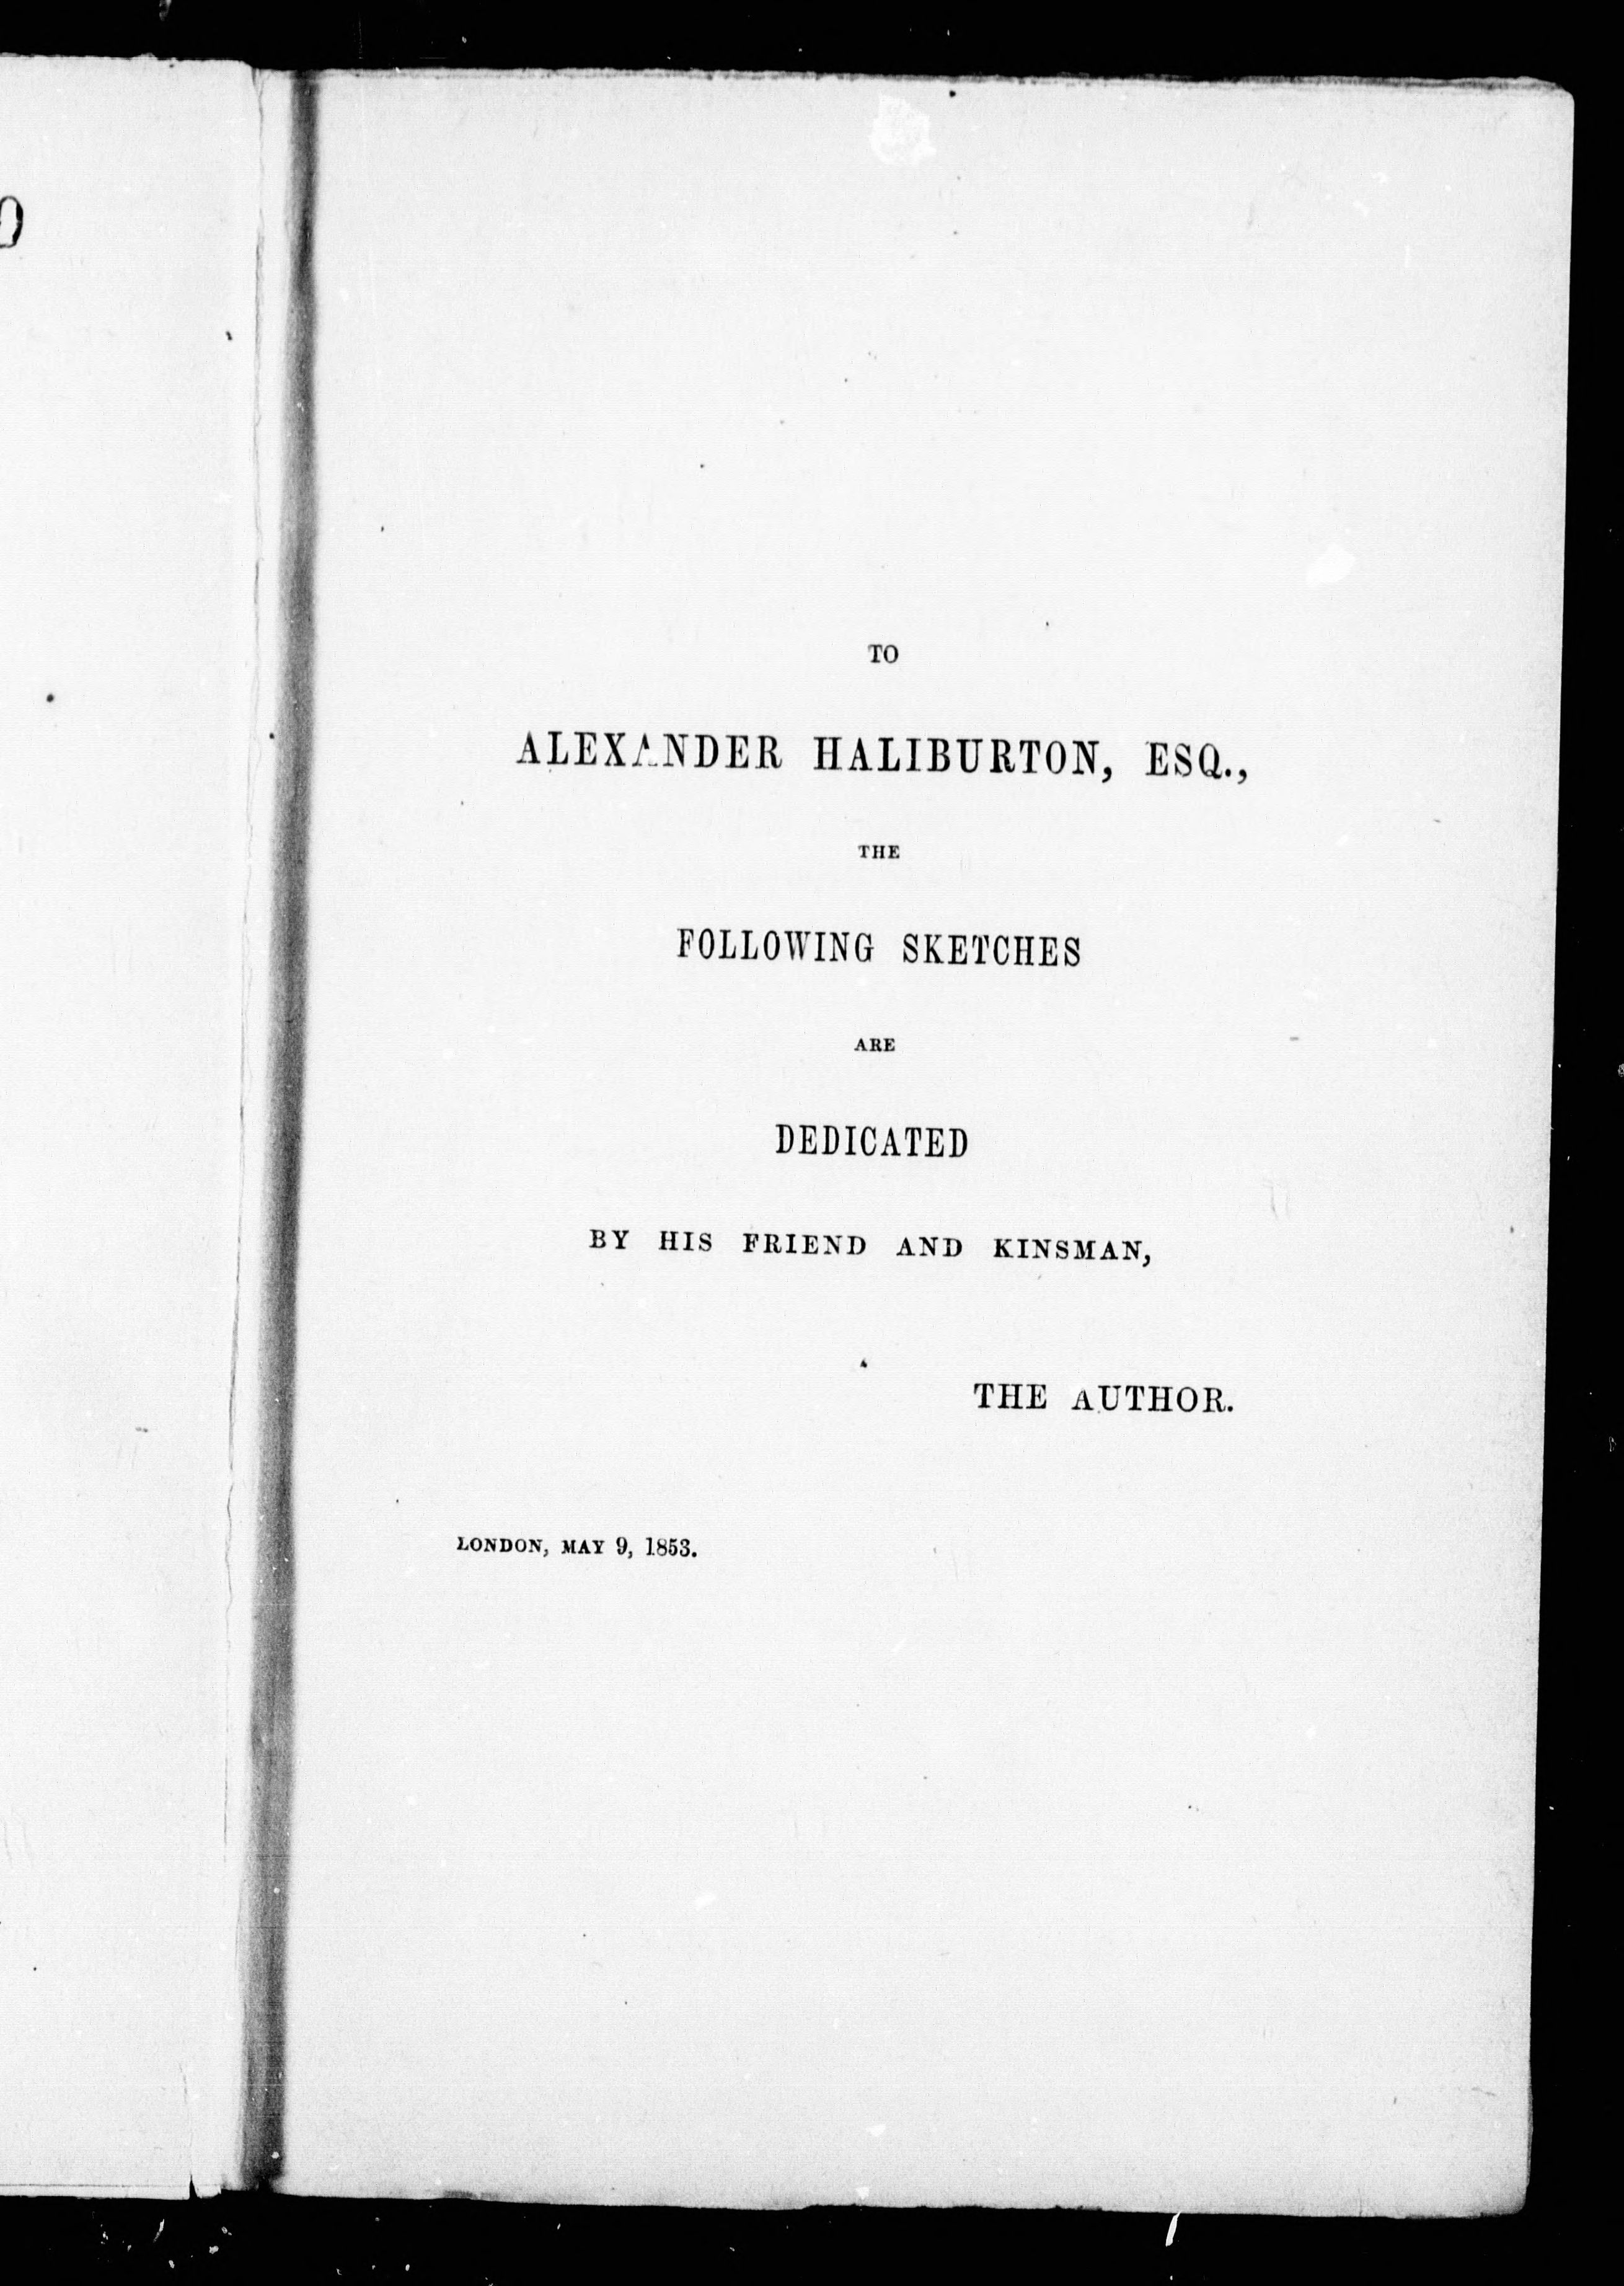 TO
ALEXANDER HALIBURTON, ESQ.,
THE
FOLLOWING SKETCHES
ARE
DEDICATED
BY HIS FRIEND AND KINSMAN,
THE AUTHOR.
LONDON, MAY 9, 1853.